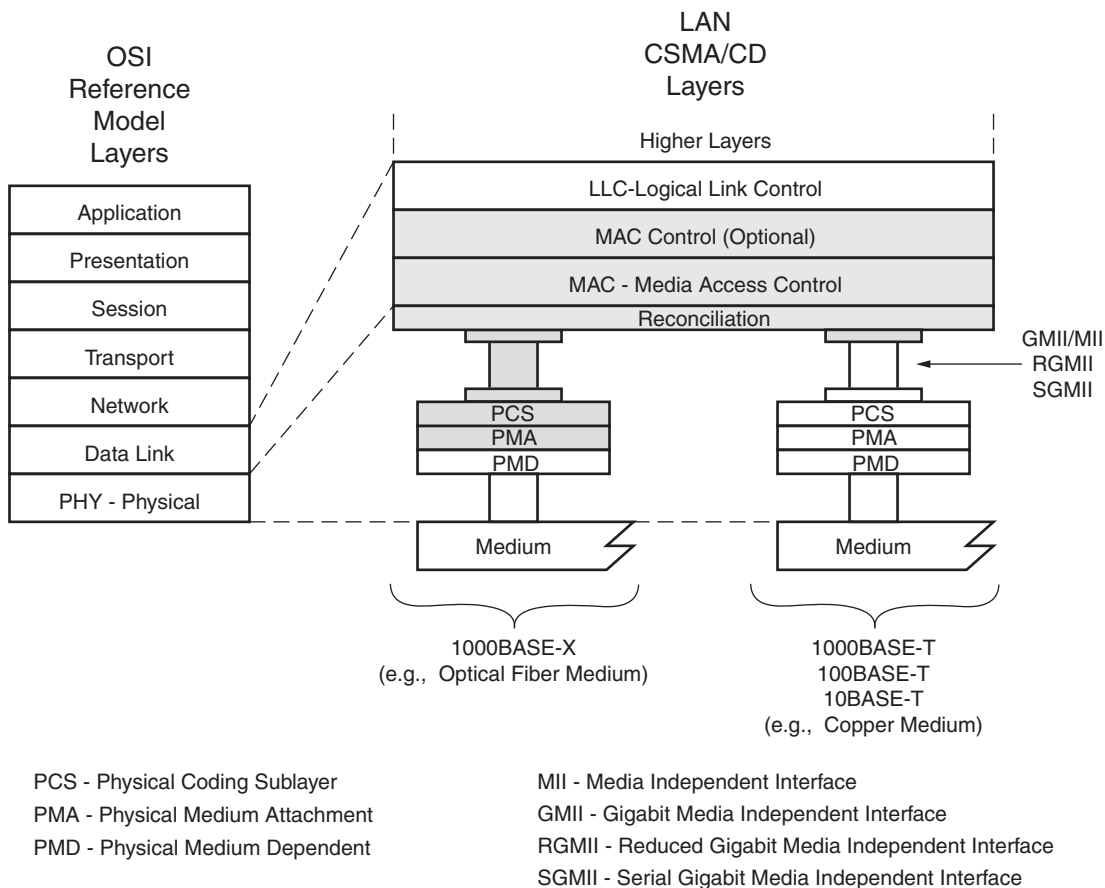 OSI
Reference
Model
Layers
LAN
CSMA/CD
Layers
Application
Presentation
Session
Transport
Network
Data Link
PHY - Physical
Higher Layers
LLC-Logical Link Control
MAC Control (Optional)
MAC - Media Access Control
Reconciliation
GMII/MII
RGMII
SGMII
PCS
PMA
PMD
Medium
PCS
PMA
PMD
Medium
1000BASE-X
(e.g., Optical Fiber Medium)
1000BASE-T
100BASE-T
10BASE-T
(e.g., Copper Medium)
PCS - Physical Coding Sublayer
PMA - Physical Medium Attachment
PMD - Physical Medium Dependent
MII - Media Independent Interface
GMII - Gigabit Media Independent Interface
RGMII - Reduced Gigabit Media Independent Interface
SGMII - Serial Gigabit Media Independent Interface